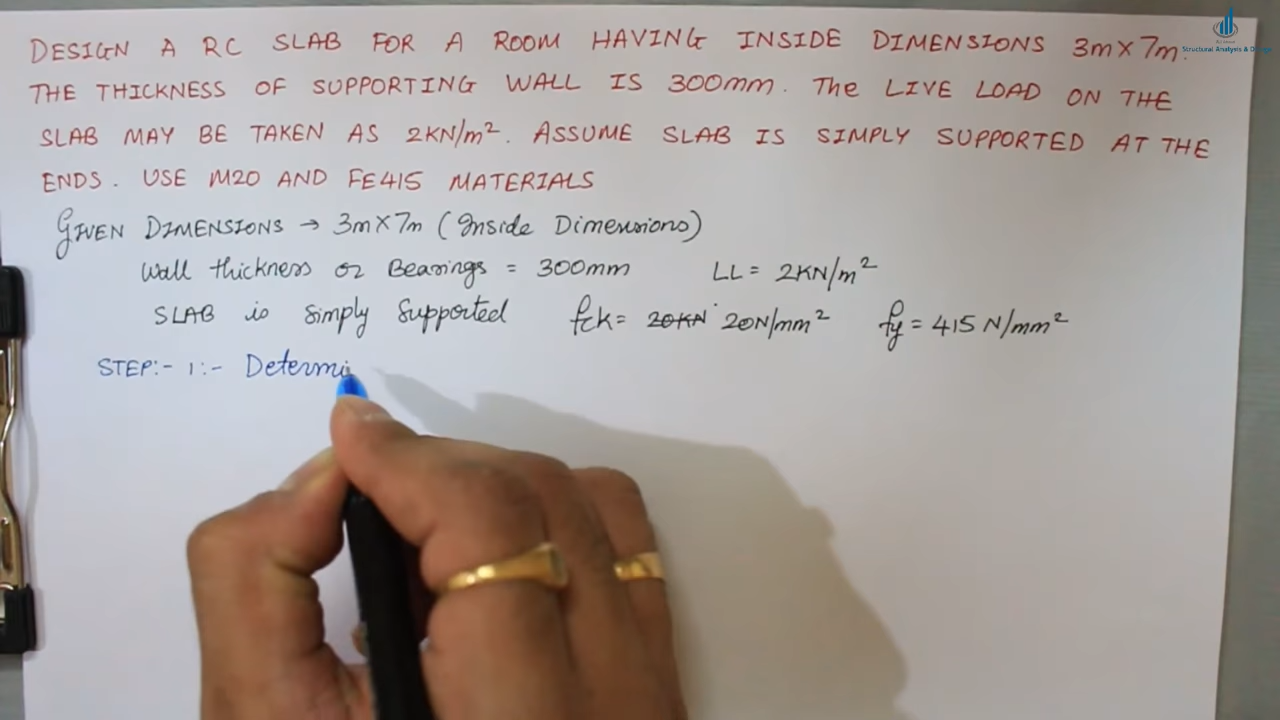 DESIGN A RC SLAB FOR A ROOM HAVING INSIDE DIMENSIONS 3m X 7m.
THE THICKNESS OF SUPPORTING WALL IS 300mm. The LIVE LOAD ON THE
SLAB MAY BE TAKEN AS 2KN/m². ASSUME SLAB IS SIMPLY SUPPORTED AT THE
ENDS. USE M20 AND FE415 MATERIALS
GIVEN DIMENSIONS → 3m X 7m (Inside Dimensions)
Wall thickness or Bearings = 300mm LL = 2KN/m²
SLAB is Simply Supported fck = 20KN 20N/mm² fy = 415 N/mm²
STEP:- 1:- Determi
Structural Analysis & D